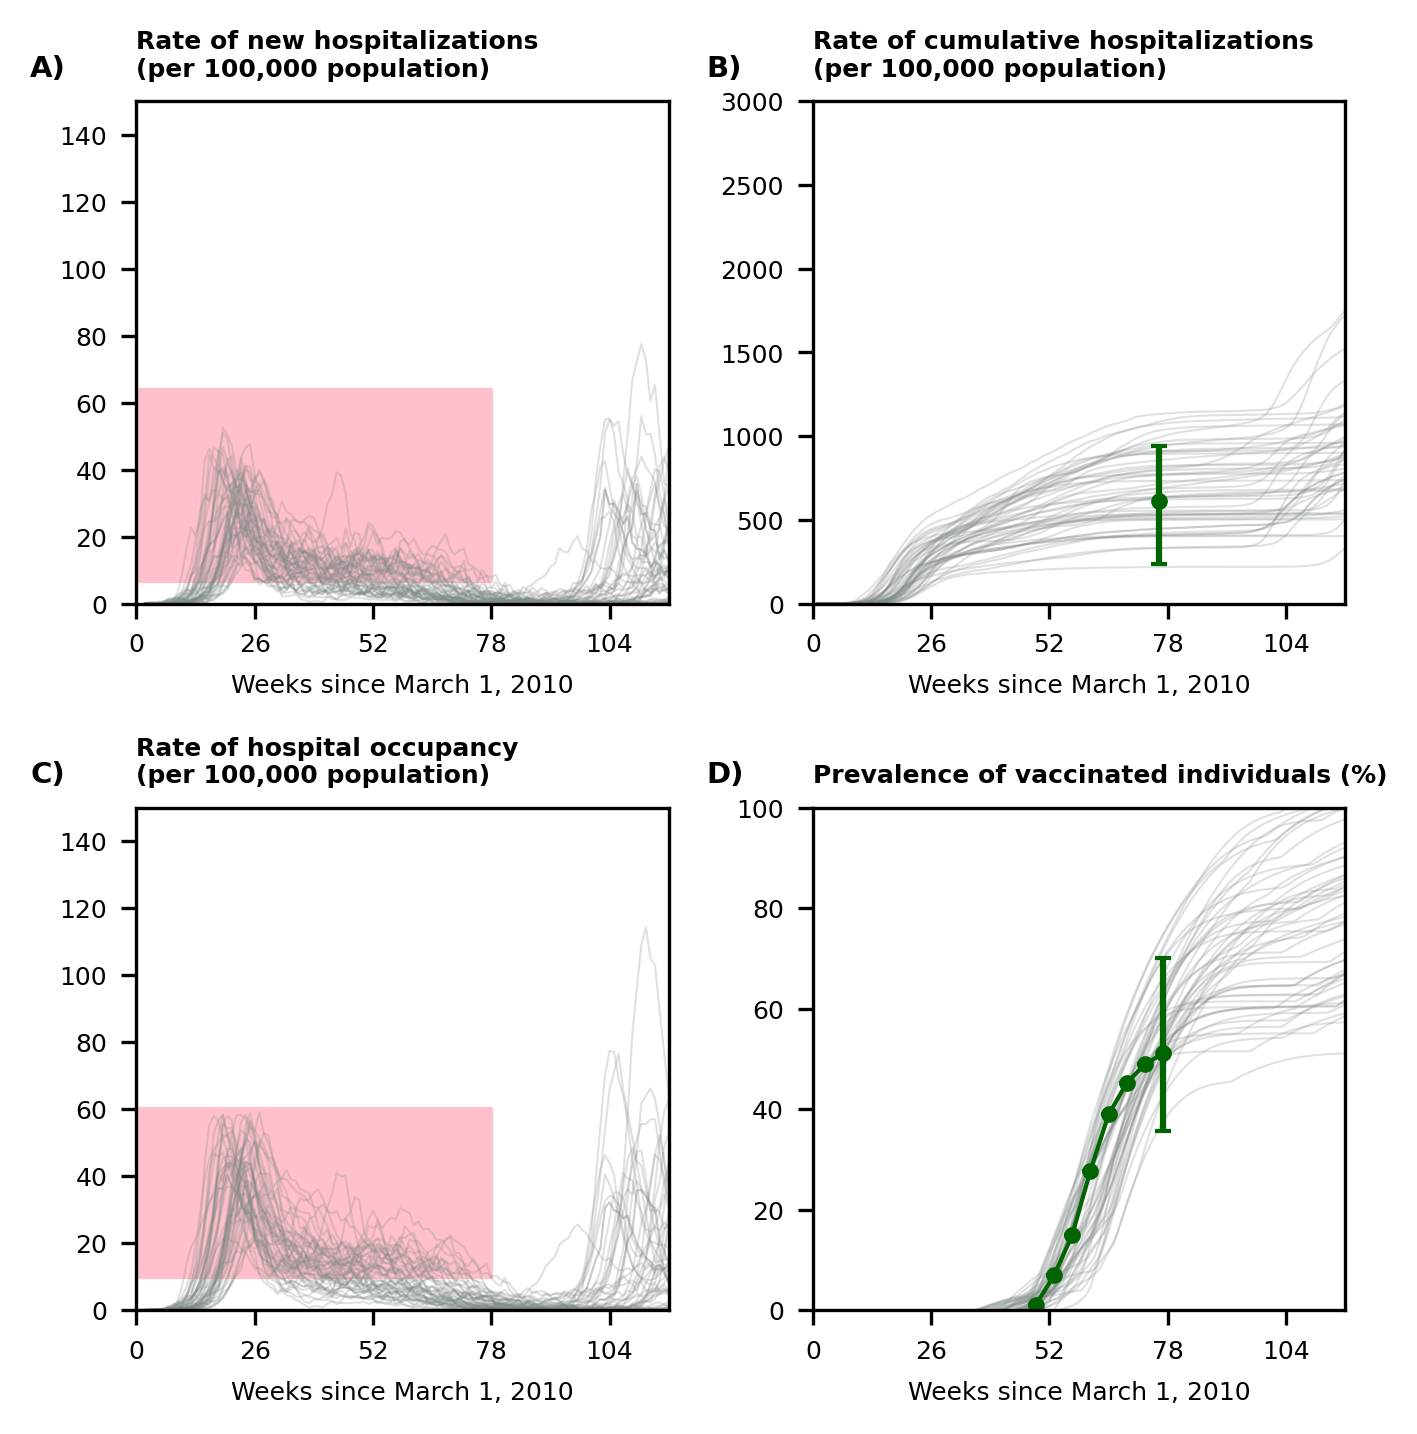 A)
Rate of new hospitalizations
(per 100,000 population)
140
120
100
80
60
40
20
0
0 26 52 78 104
Weeks since March 1, 2010
B)
Rate of cumulative hospitalizations
(per 100,000 population)
3000
2500
2000
1500
1000
500
0
0 26 52 78 104
Weeks since March 1, 2010
C)
Rate of hospital occupancy
(per 100,000 population)
140
120
100
80
60
40
20
0
0 26 52 78 104
Weeks since March 1, 2010
D)
Prevalence of vaccinated individuals (%)
100
80
60
40
20
0
0 26 52 78 104
Weeks since March 1, 2010